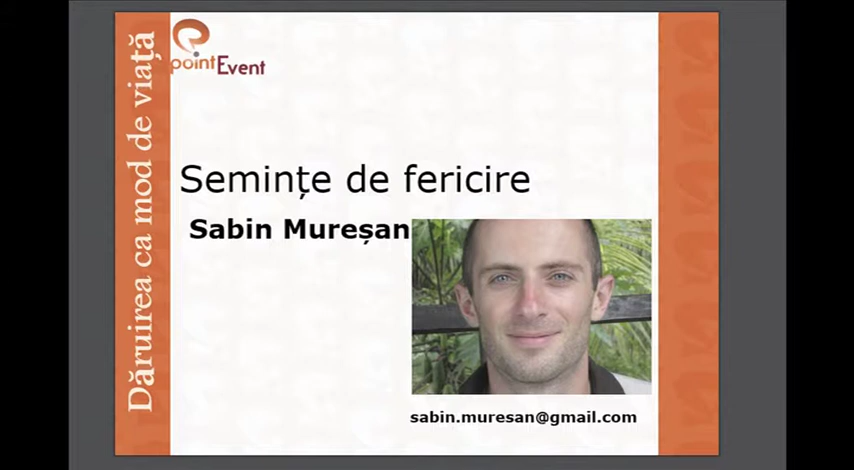 Dăruirea ca mod de viață
pointEvent
Semințe de fericire
Sabin Mureșan
sabin.muresan@gmail.com